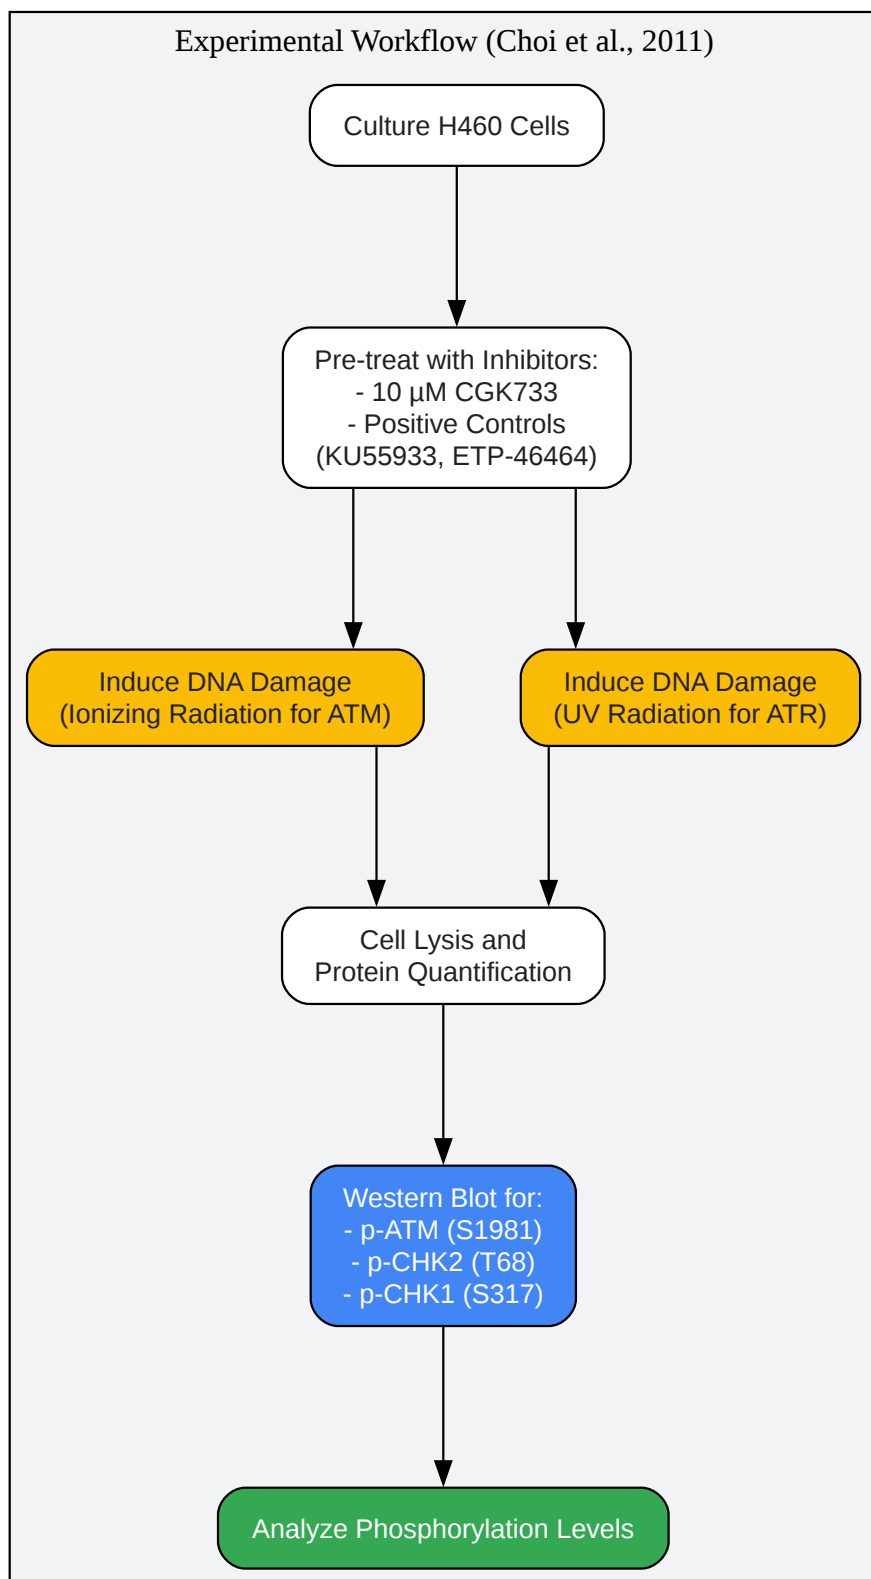 Experimental Workflow (Choi et al., 2011)
Culture H460 Cells
Pre-treat with Inhibitors:
- 10 µM CGK733
- Positive Controls
(KU55933, ETP-46464)
Induce DNA Damage
(Ionizing Radiation for ATM)
Induce DNA Damage
(UV Radiation for ATR)
Cell Lysis and
Protein Quantification
Western Blot for:
- p-ATM (S1981)
- p-CHK2 (T68)
- p-CHK1 (S317)
Analyze Phosphorylation Levels